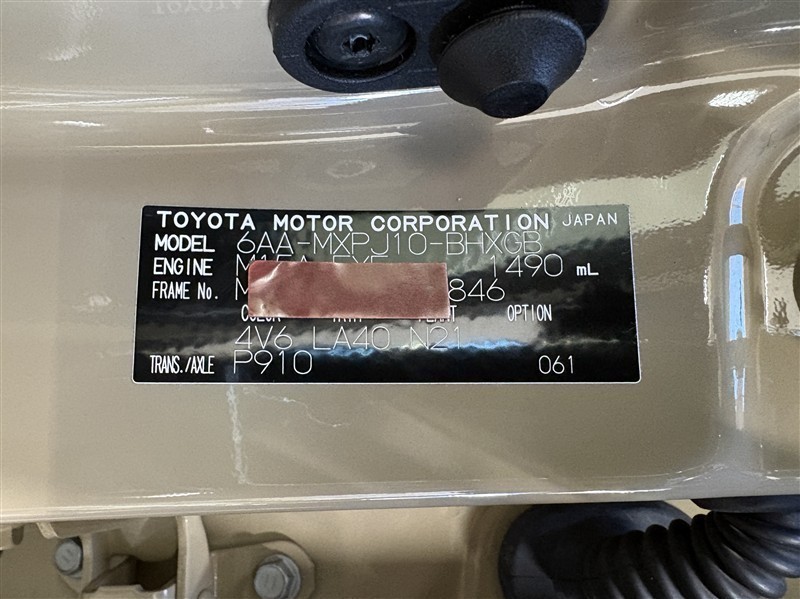 TOYOTA MOTOR CORPORATION JAPAN
MODEL 6AA-MXPJ10-BHXGB
ENGINE 1490 mL
FRAME No. 846
OPTION
4V6 LA40 N21
TRANS./AXLE P910 061